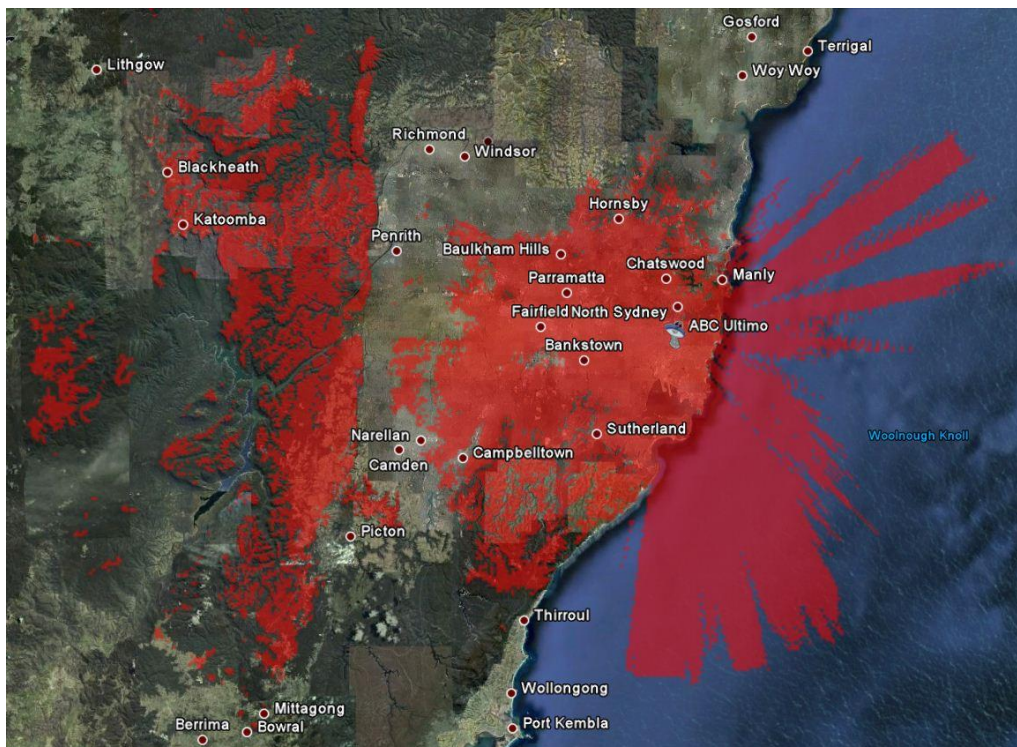 Gosford
Terrigal
Lithgow
Woy Woy
Richmond
Windsor
Blackheath
Hornsby
Katoomba
Penrith
Baulkham Hills
Chatswood
Manly
Parramatta
Fairfield
North Sydney
ABC Ultimo
Bankstown
Sutherland
Woolnough Knoll
Narellan
Camden
Campbelltown
Picton
Thirroul
Wollongong
Mittagong
Port Kembla
Berrima
Bowral